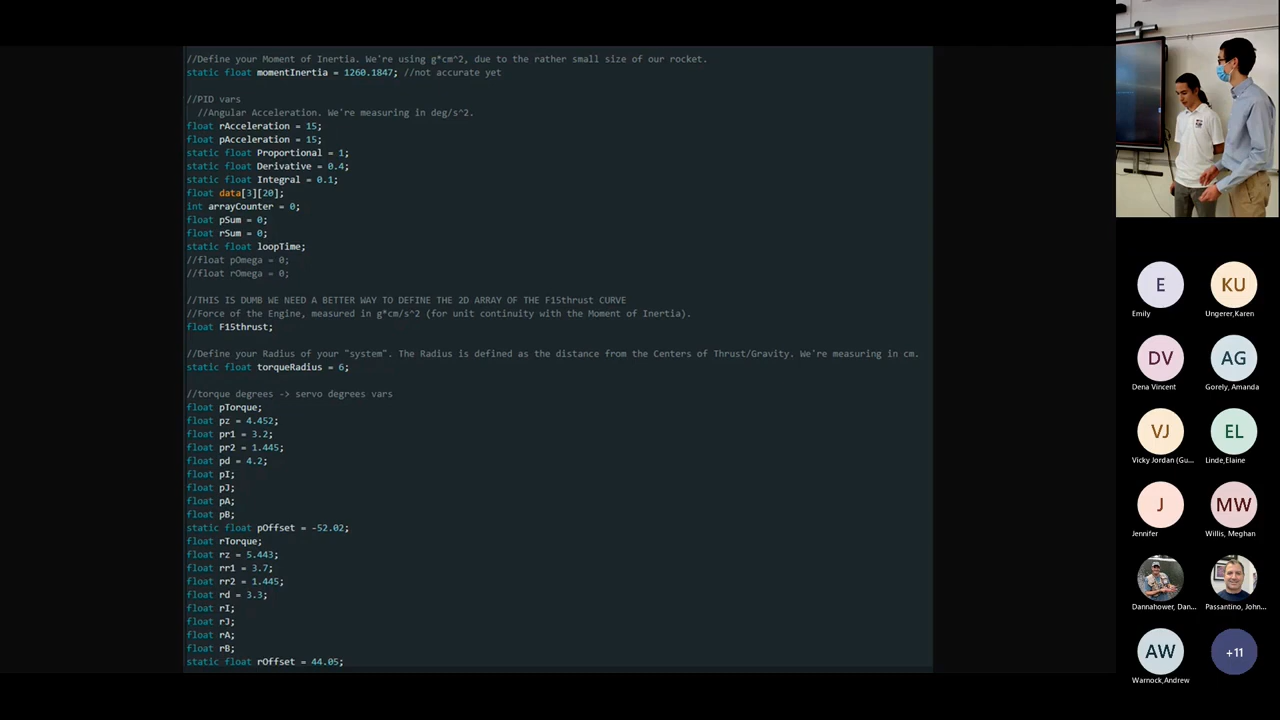 //Define your Moment of Inertia. We're using g*cm^2, due to the rather small size of our rocket.
static float momentInertia = 1260.1847; //not accurate yet
//PID vars
//Angular Acceleration. We're measuring in deg/s^2.
float rAcceleration = 15;
float pAcceleration = 15;
static float Proportional = 1;
static float Derivative = 0.4;
static float Integral = 0.1;
float data[3][20];
int arrayCounter = 0;
float pSum = 0;
float rSum = 0;
static float loopTime;
//float pOmega = 0;
//float rOmega = 0;
//THIS IS DUMB WE NEED A BETTER WAY TO DEFINE THE 2D ARRAY OF THE F15thrust CURVE
//Force of the Engine, measured in g*cm/s^2 (for unit continuity with the Moment of Inertia).
float F15thrust;
//Define your Radius of your "system". The Radius is defined as the distance from the Centers of Thrust/Gravity. We're measuring in cm.
static float torqueRadius = 6;
//torque degrees -> servo degrees vars
float pTorque;
float pz = 4.452;
float pr1 = 3.2;
float pr2 = 1.445;
float pd = 4.2;
float pI;
float pJ;
float pA;
float pB;
static float pOffset = -52.02;
float rTorque;
float rz = 5.443;
float rr1 = 3.7;
float rr2 = 1.445;
float rd = 3.3;
float rI;
float rJ;
float rA;
float rB;
static float rOffset = 44.05;
E
KU
Emily
Ungerer,Karen
DV
AG
Dena Vincent
Gorely, Amanda
VJ
EL
Vicky Jordan (Gu...
Linde,Elaine
J
MW
Jennifer
Willis, Meghan
Dannahower, Dan...
Passantino, John...
AW
+11
Warnock,Andrew